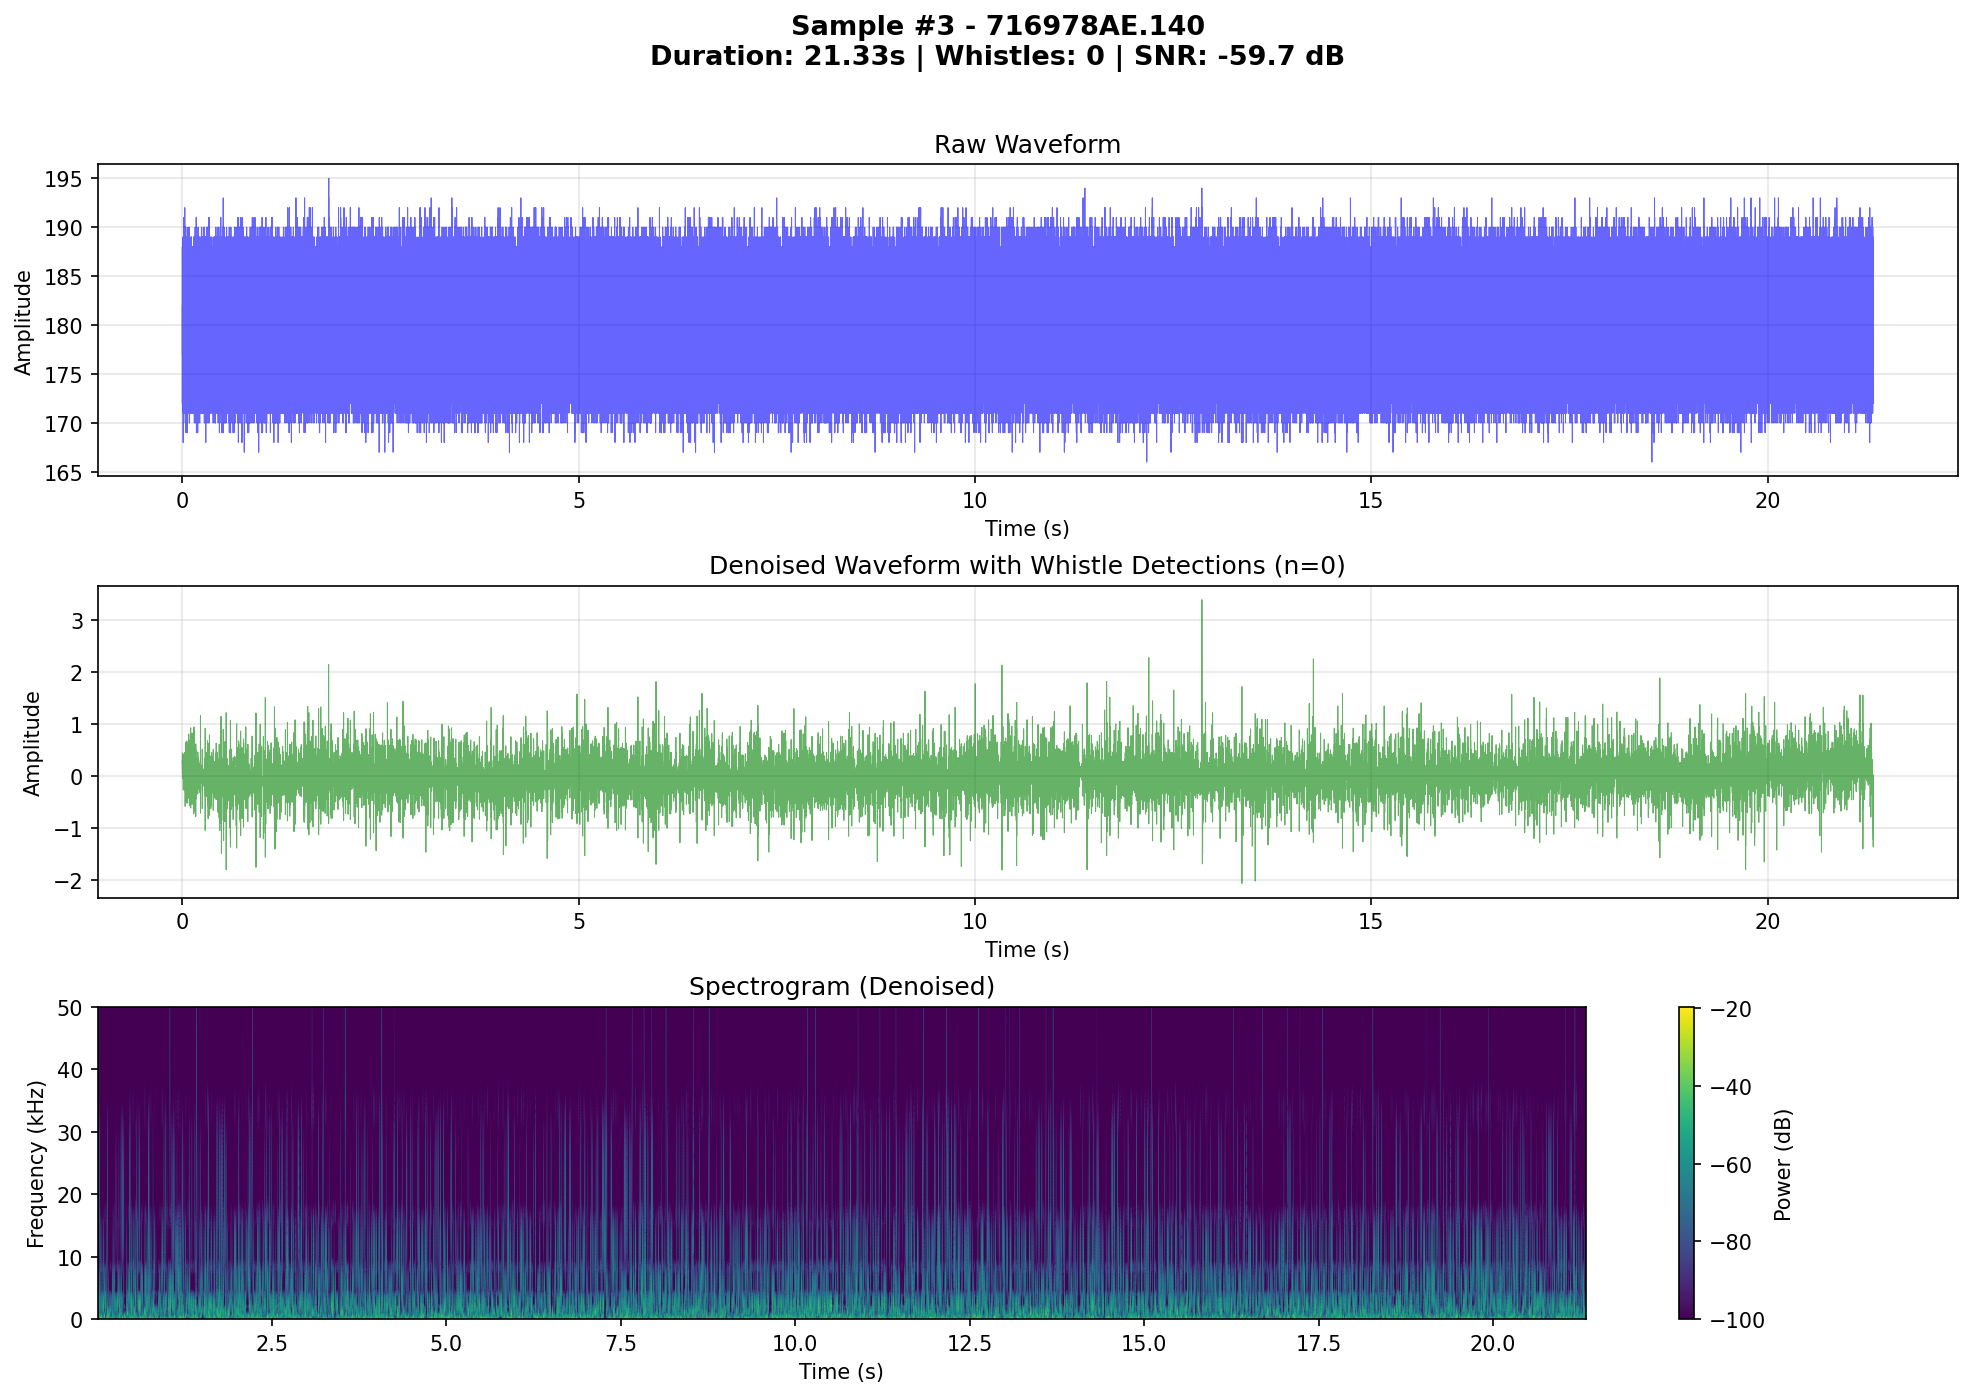 Sample #3 - 716978AE.140
Duration: 21.33s | Whistles: 0 | SNR: -59.7 dB
Raw Waveform
195
190
185
180
175
170
165
Amplitude
0 5 10 15 20
Time (s)
Denoised Waveform with Whistle Detections (n=0)
3
2
1
0
−1
−2
Amplitude
0 5 10 15 20
Time (s)
Spectrogram (Denoised)
50
40
30
20
10
0
Frequency (kHz)
2.5 5.0 7.5 10.0 12.5 15.0 17.5 20.0
Time (s)
−20
−40
−60
−80
−100
Power (dB)